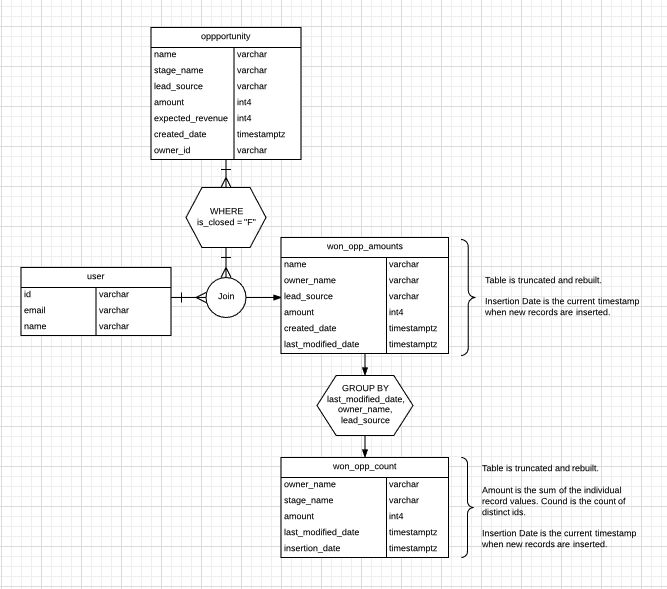 oppportunity
name varchar
stage_name varchar
lead_source varchar
amount int4
expected_revenue int4
created_date timestamptz
owner_id varchar
WHERE
is_closed = "F"
user
id varchar
email varchar
name varchar
Join
won_opp_amounts
name varchar
owner_name varchar
lead_source varchar
amount int4
created_date timestamptz
last_modified_date timestamptz
Table is truncated and rebuilt.
Insertion Date is the current timestamp
when new records are inserted.
GROUP BY
last_modified_date,
owner_name,
lead_source
won_opp_count
owner_name varchar
stage_name varchar
amount int4
last_modified_date timestamptz
insertion_date timestamptz
Table is truncated and rebuilt.
Amount is the sum of the individual
record values. Cound is the count of
distinct ids.
Insertion Date is the current timestamp
when new records are inserted.